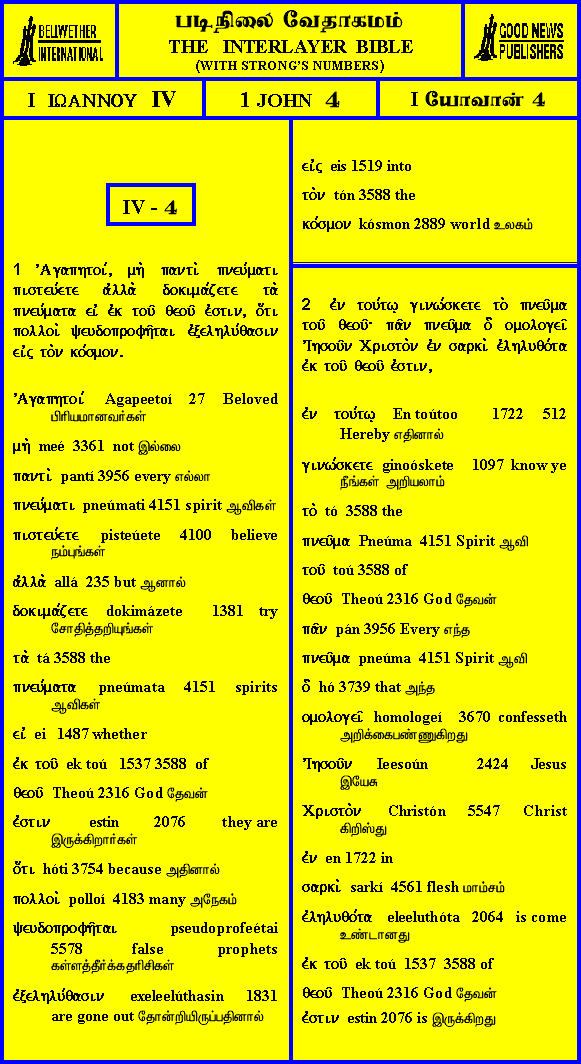 BELLWETHER
INTERNATIONAL
படிநிலை வேதாகமம்
THE INTERLAYER BIBLE
(WITH STRONG'S NUMBERS)
GOOD NEWS
PUBLISHERS
I ΙΩΑΝΝΟΥ IV
1 JOHN 4
I யோவான் 4
IV - 4
1 Ἀγαπητοί, μὴ παντὶ πνεύματι
πιστεύετε ἀλλὰ δοκιμάζετε τὰ
πνεύματα εἰ ἐκ τοῦ θεοῦ ἐστιν, ὅτι
πολλοὶ ψευδοπροφῆται ἐξεληλύθασιν
εἰς τὸν κόσμον.
Ἀγαπητοί Agapeetoí 27 Beloved
பிரியமானவர்கள்
μὴ meé 3361 not இல்லை
παντὶ pantí 3956 every எல்லா
πνεύματι pneúmati 4151 spirit ஆவிகள்
πιστεύετε pisteúete 4100 believe
நம்புங்கள்
ἀλλὰ allá 235 but ஆனால்
δοκιμάζετε dokimázete 1381 try
சோதித்தறியுங்கள்
τὰ tá 3588 the
πνεύματα pneúmata 4151 spirits
ஆவிகள்
εἰ ei 1487 whether
ἐκ τοῦ ek toú 1537 3588 of
θεοῦ Theoú 2316 God தேவன்
ἐστιν estin 2076 they are
இருக்கிறார்கள்
ὅτι hóti 3754 because அதினால்
πολλοὶ polloí 4183 many அநேகம்
ψευδοπροφῆται pseudoprofeétai
5578 false prophets
கள்ளத்தீர்க்கதரிசிகள்
ἐξεληλύθασιν exeleelúthasin 1831
are gone out தோன்றியிருப்பதினால்
εἰς eis 1519 into
τὸν tón 3588 the
κόσμον kósmon 2889 world உலகம்
2 ἐν τούτῳ γινώσκετε τὸ πνεῦμα
τοῦ θεοῦ· πᾶν πνεῦμα ὃ ομολογεῖ
Ἰησοῦν Χριστὸν ἐν σαρκὶ ἐληλυθότα
ἐκ τοῦ θεοῦ ἐστιν,
ἐν τούτῳ En toútoo 1722 512
Hereby எதினால்
γινώσκετε ginoóskete 1097 know ye
நீங்கள் அறியலாம்
τὸ tó 3588 the
πνεῦμα Pneúma 4151 Spirit ஆவி
τοῦ toú 3588 of
θεοῦ Theoú 2316 God தேவன்
πᾶν pán 3956 Every எந்த
πνεῦμα pneúma 4151 Spirit ஆவி
ὃ hó 3739 that அந்த
ομολογεῖ homologeí 3670 confesseth
அறிக்கைபண்ணுகிறது
Ἰησοῦν Ieesoún 2424 Jesus
இயேசு
Χριστὸν Christón 5547 Christ
கிறிஸ்து
ἐν en 1722 in
σαρκὶ sarkí 4561 flesh மாம்சம்
ἐληλυθότα eleeluthóta 2064 is come
உண்டானது
ἐκ τοῦ ek toú 1537 3588 of
θεοῦ Theoú 2316 God தேவன்
ἐστιν estin 2076 is இருக்கிறது